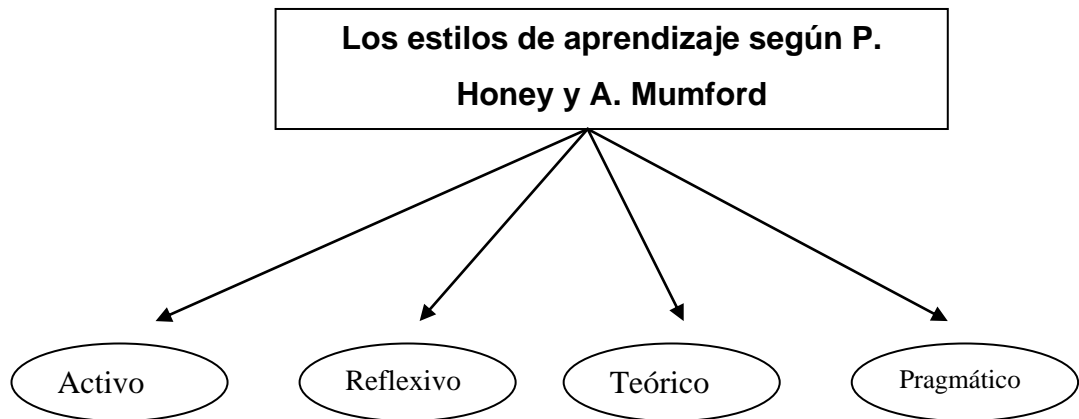 Los estilos de aprendizaje según P.
Honey y A. Mumford
Activo
Reflexivo
Teórico
Pragmático